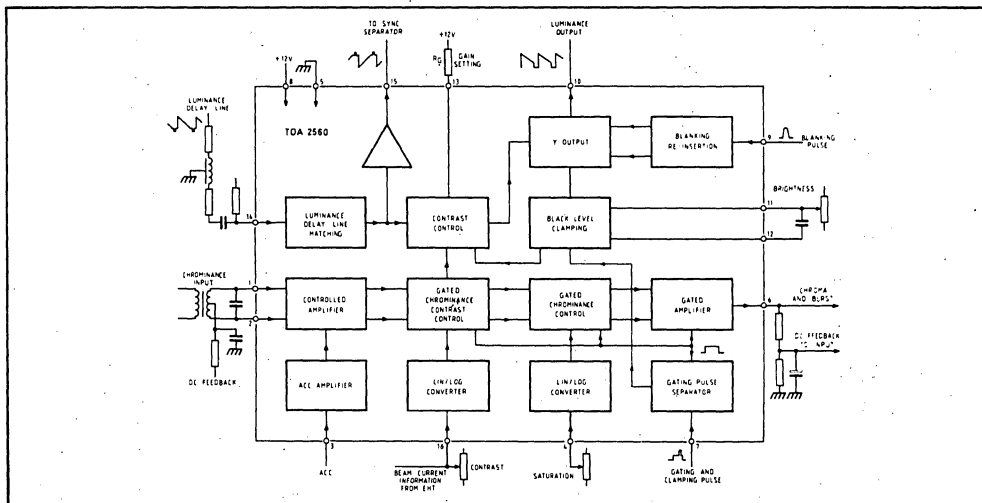 TO SYNC
SEPARATOR
+12V
LUMINANCE
OUTPUT
+12V
RG
GAIN
SETTING
8
5
15
13
10
LUMINANCE
DELAY LINE
TDA 2560
Y OUTPUT
BLANKING
RE-INSERTION
9
BLANKING
PULSE
BRIGHTNESS
11
12
14
LUMINANCE
DELAY LINE
MATCHING
CONTRAST
CONTROL
BLACK LEVEL
CLAMPING
CHROMINANCE
INPUT
1
2
CONTROLLED
AMPLIFIER
GATED
CHROMINANCE
CONTRAST
CONTROL
GATED
CHROMINANCE
CONTROL
GATED
AMPLIFIER
6
CHROMA
AND BURST
DC FEEDBACK
TO INPUT
DC FEEDBACK
ACC AMPLIFIER
LIN/LOG
CONVERTER
LIN/LOG
CONVERTER
GATING PULSE
SEPARATOR
3
16
4
7
ACC
BEAM CURRENT
INFORMATION
FROM EHT
CONTRAST
SATURATION
GATING AND
CLAMPING PULSE